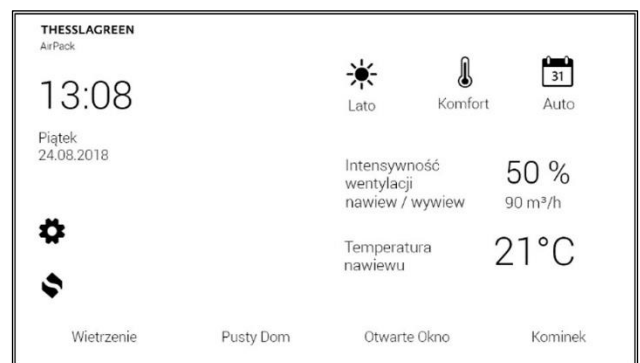 THESSLAGREEN
AirPack
13:08
Piątek
24.08.2018
31
Lato
Komfort
Auto
Intensywność
wentylacji
nawiew / wywiew
50 %
90 m³/h
Temperatura
nawiewu
21°C
Wietrzenie
Pusty Dom
Otwarte Okno
Kominek